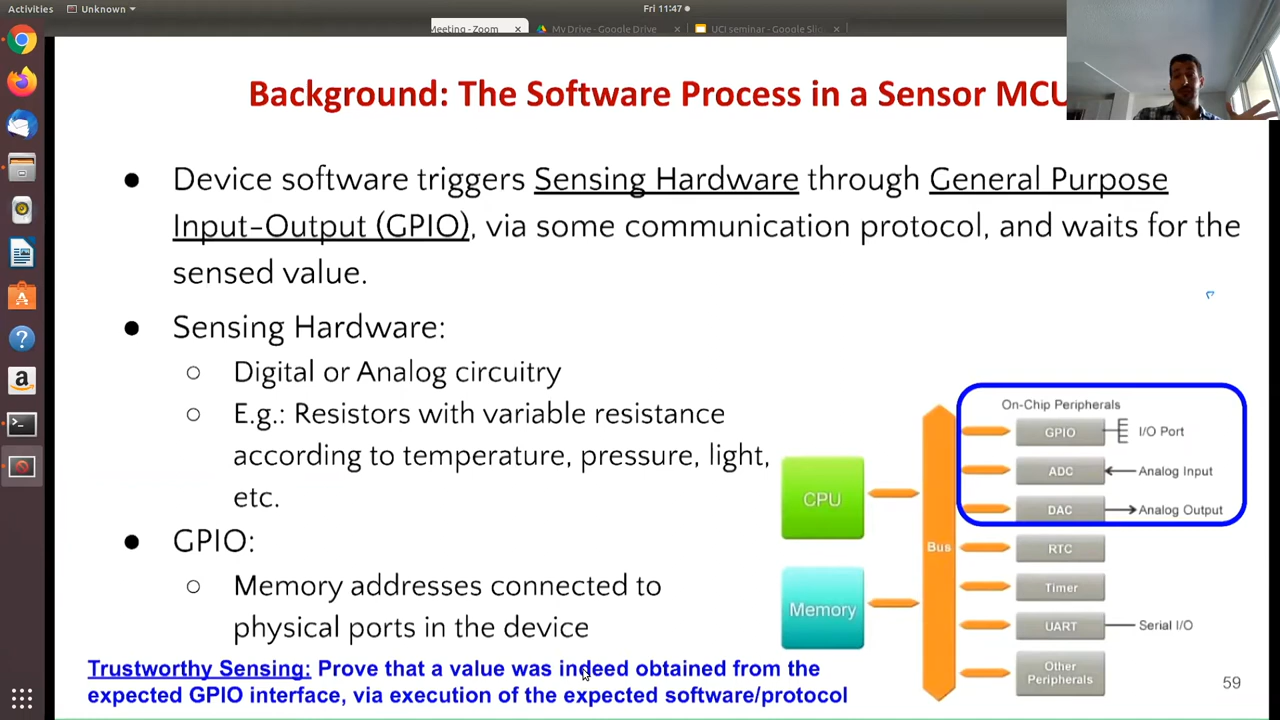 Activities
Unknown
Fri 11:47
Meeting - Zoom
My Drive - Google Drive
UCI seminar - Google Slid
Background: The Software Process in a Sensor MCU
● Device software triggers Sensing Hardware through General Purpose
Input-Output (GPIO), via some communication protocol, and waits for the
sensed value.
● Sensing Hardware:
○ Digital or Analog circuitry
○ E.g.: Resistors with variable resistance
according to temperature, pressure, light,
etc.
● GPIO:
○ Memory addresses connected to
physical ports in the device
Trustworthy Sensing: Prove that a value was indeed obtained from the
expected GPIO interface, via execution of the expected software/protocol
CPU
Memory
Bus
On-Chip Peripherals
GPIO
I/O Port
ADC
Analog Input
DAC
Analog Output
RTC
Timer
UART
Serial I/O
Other
Peripherals
59